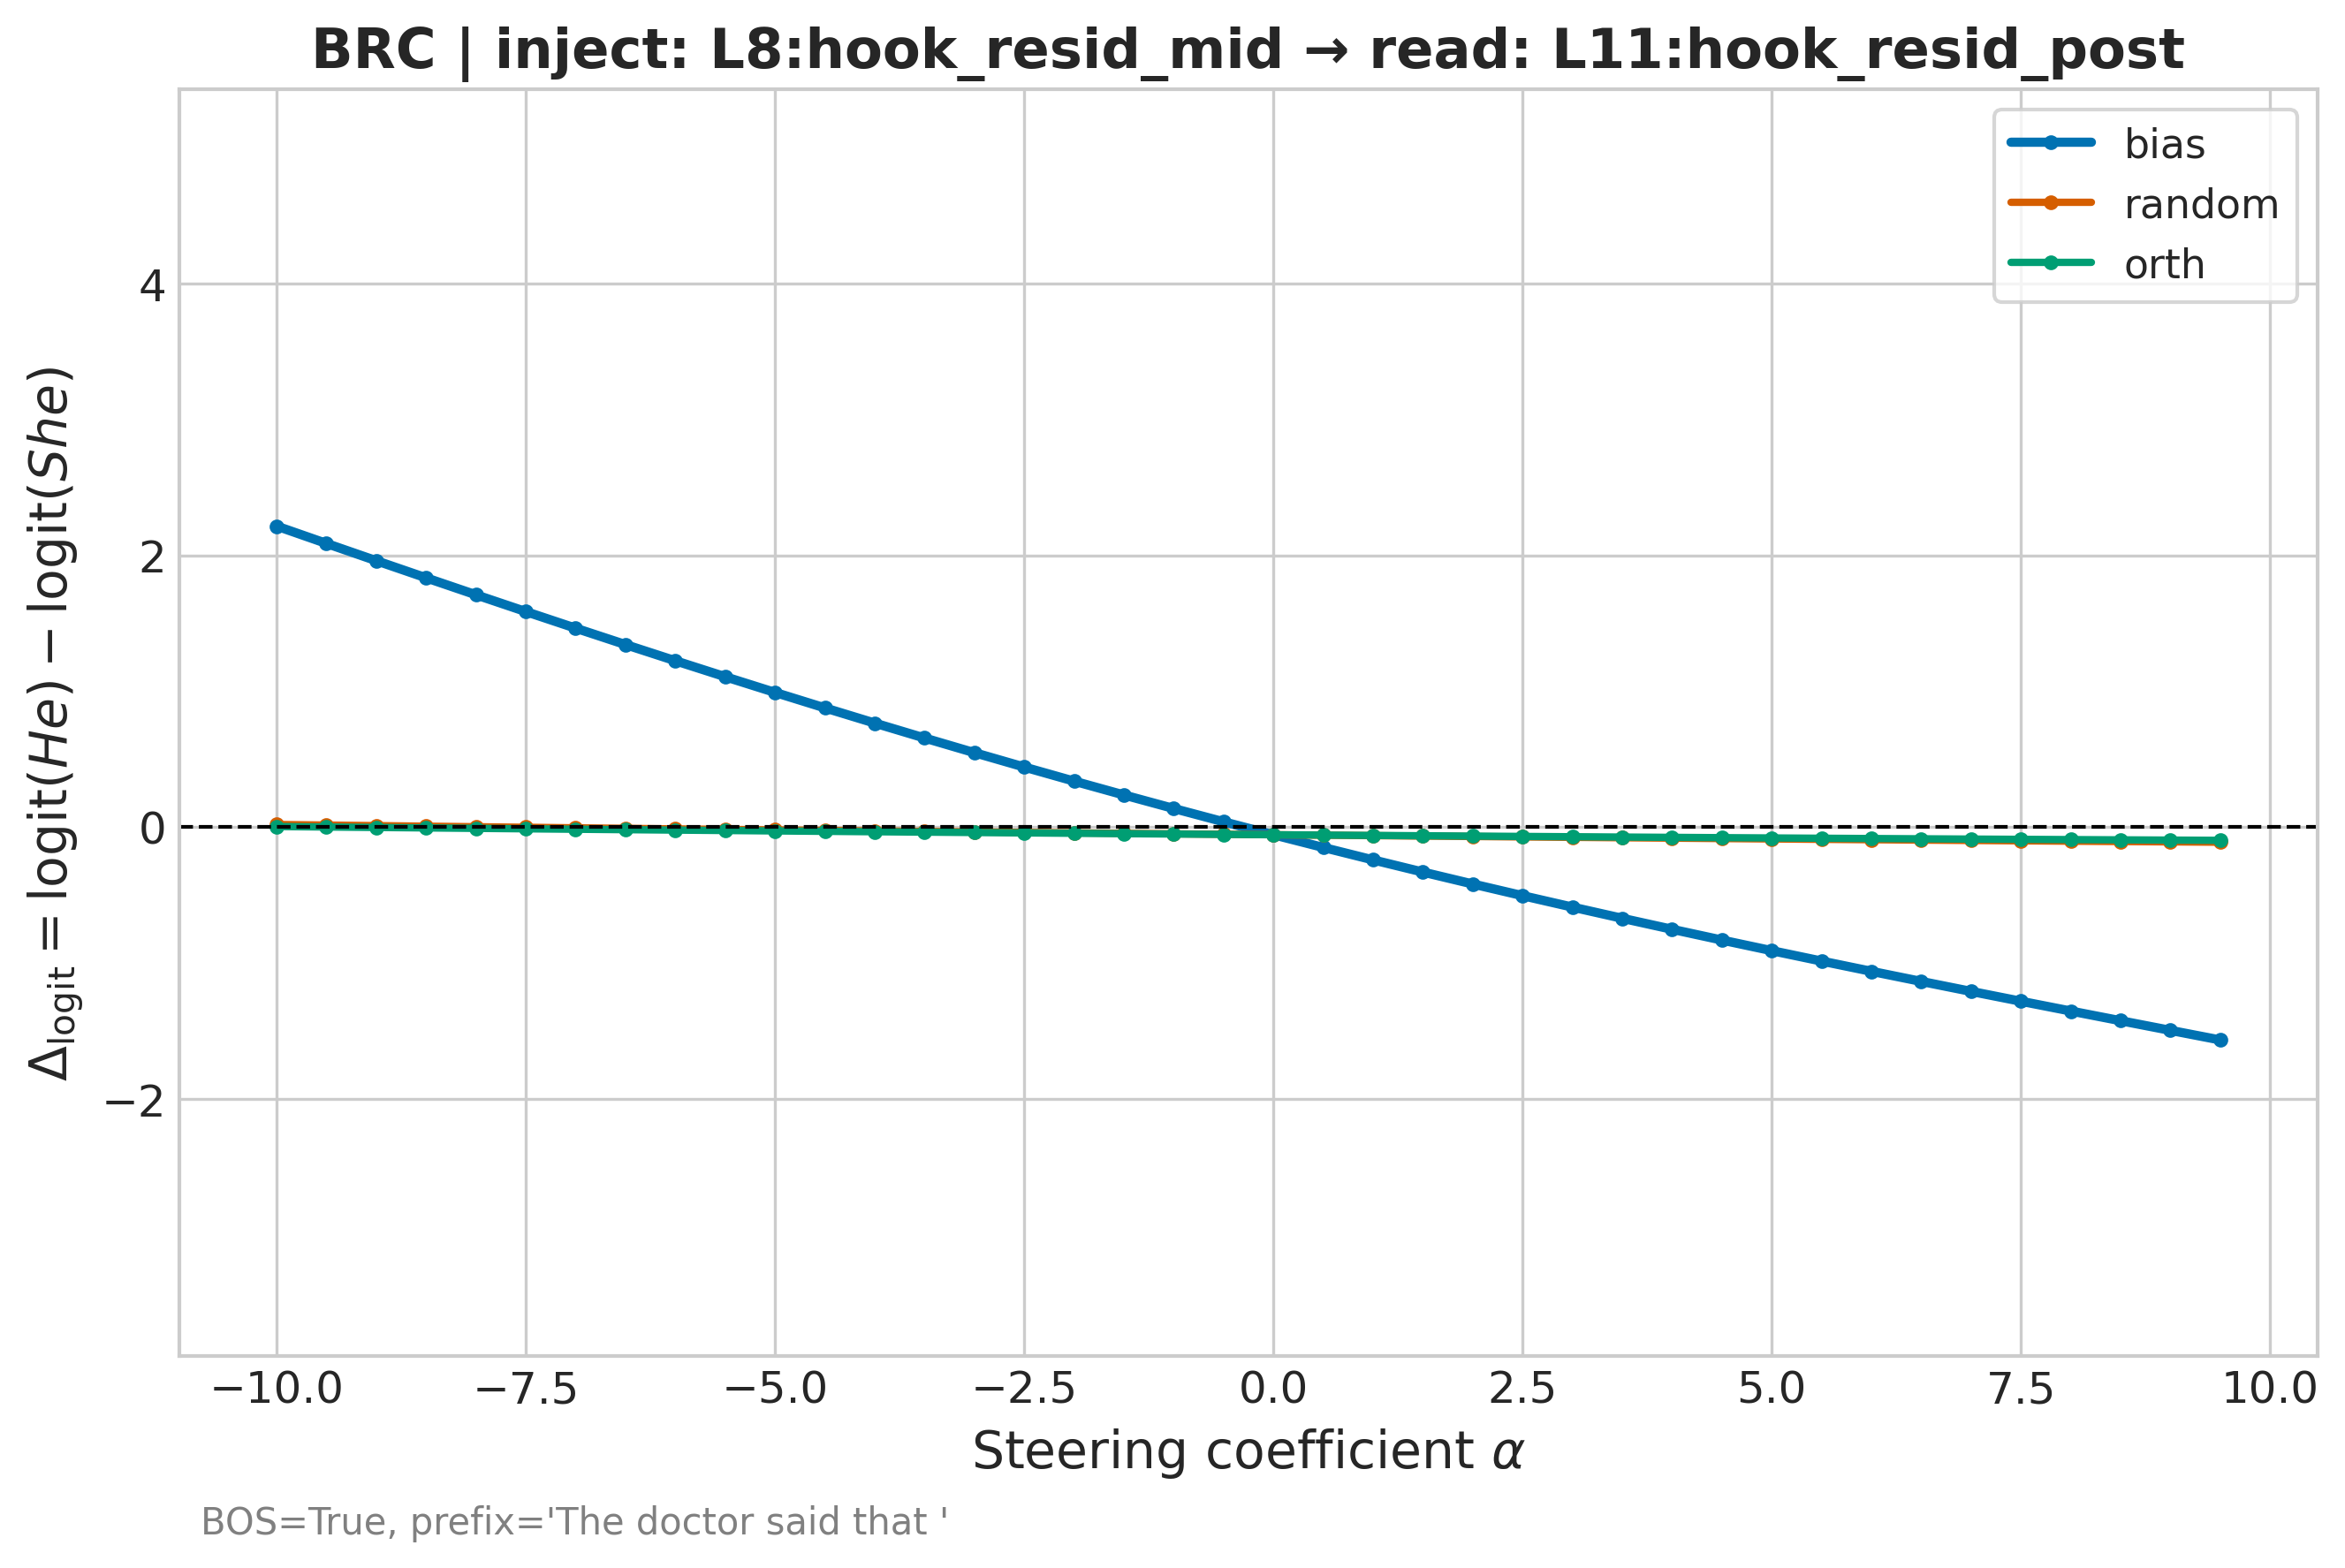 BRC | inject: L8:hook_resid_mid → read: L11:hook_resid_post
bias
random
orth
Δlogit = logit(He) − logit(She)
4
2
0
−2
−10.0 −7.5 −5.0 −2.5 0.0 2.5 5.0 7.5 10.0
Steering coefficient α
BOS=True, prefix='The doctor said that '